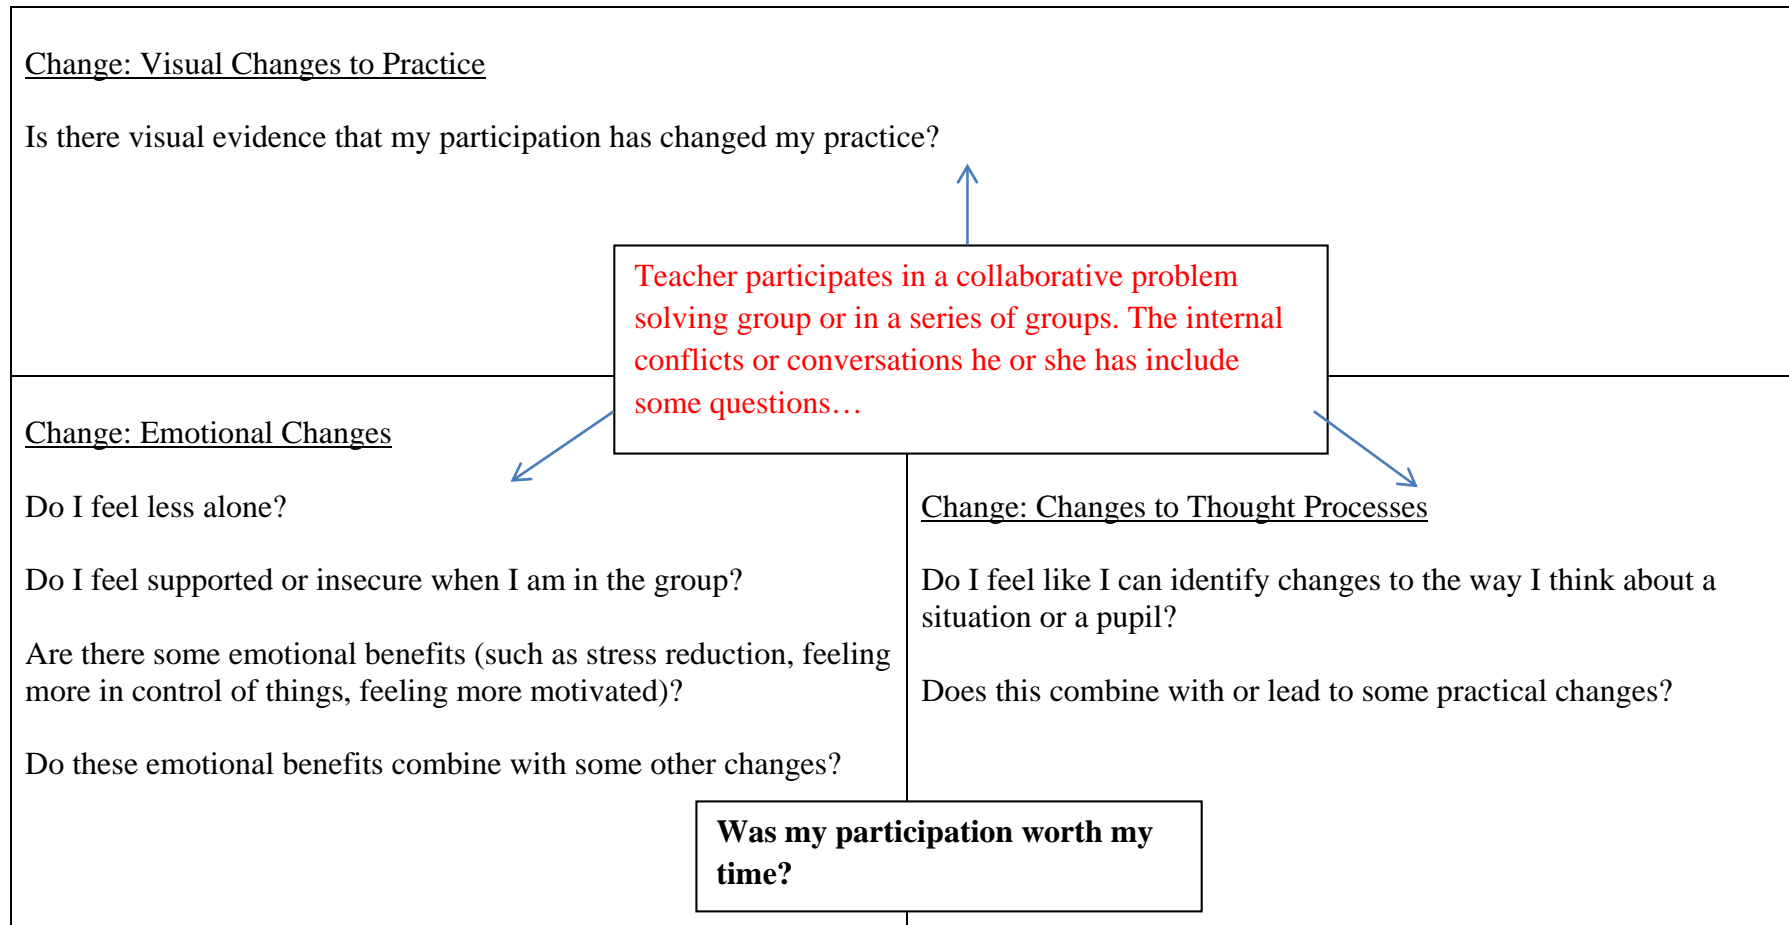 Change: Visual Changes to Practice
Is there visual evidence that my participation has changed my practice?
Teacher participates in a collaborative problem
solving group or in a series of groups. The internal
conflicts or conversations he or she has include
some questions…
Change: Emotional Changes
Do I feel less alone?
Do I feel supported or insecure when I am in the group?
Are there some emotional benefits (such as stress reduction, feeling
more in control of things, feeling more motivated)?
Do these emotional benefits combine with some other changes?
Change: Changes to Thought Processes
Do I feel like I can identify changes to the way I think about a
situation or a pupil?
Does this combine with or lead to some practical changes?
Was my participation worth my
time?